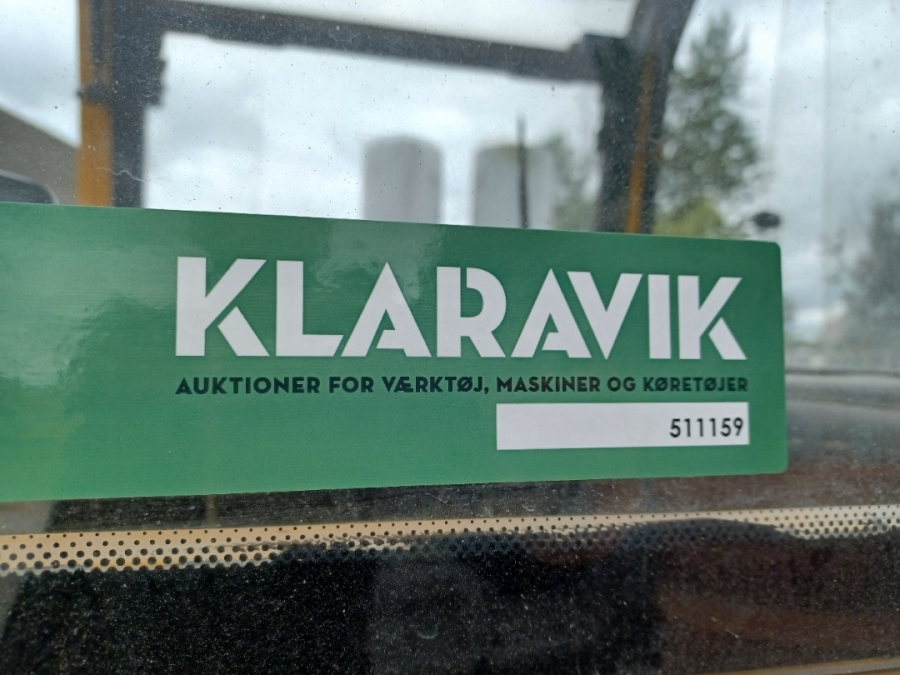 KLARAVIK
AUKTIONER FOR VÆRKTØJ, MASKINER OG KØRETØJER
511159